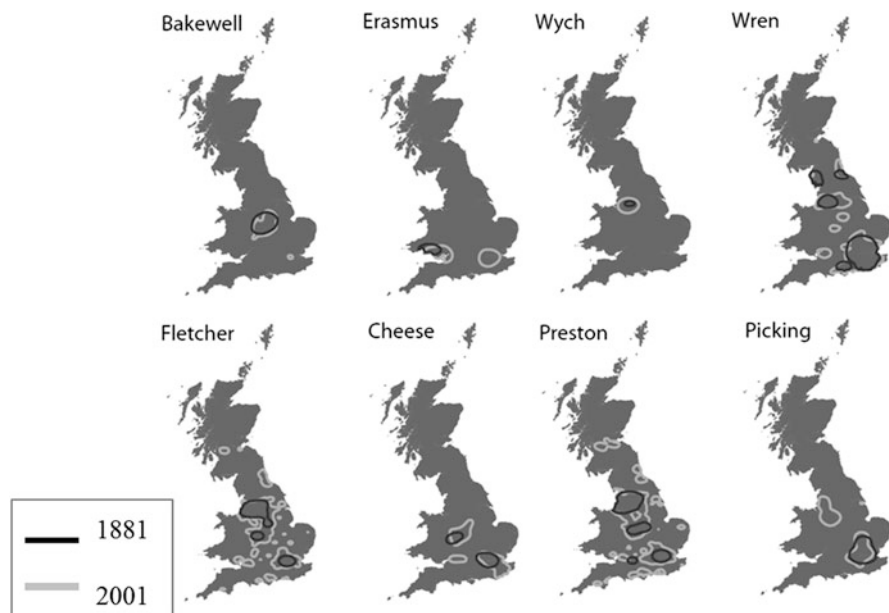 Bakewell
Erasmus
Wych
Wren
Fletcher
Cheese
Preston
Picking
1881
2001